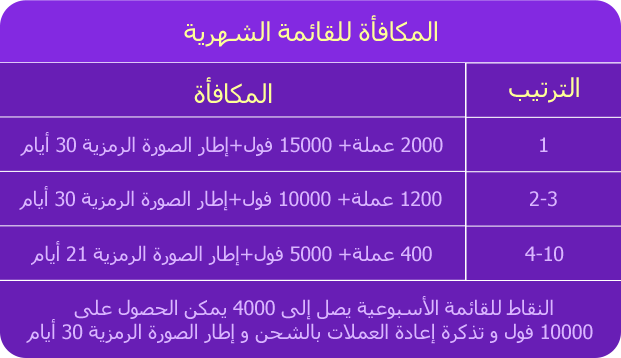 المكافأة للقائمة الشهرية
الترتيب المكافأة
1 2000 عملة+ 15000 فول+إطار الصورة الرمزية 30 أيام
2-3 1200 عملة+ 10000 فول+إطار الصورة الرمزية 30 أيام
4-10 400 عملة+ 5000 فول+إطار الصورة الرمزية 21 أيام
النقاط للقائمة الأسبوعية يصل إلى 4000 يمكن الحصول على
10000 فول و تذكرة إعادة العملات بالشحن و إطار الصورة الرمزية 30 أيام